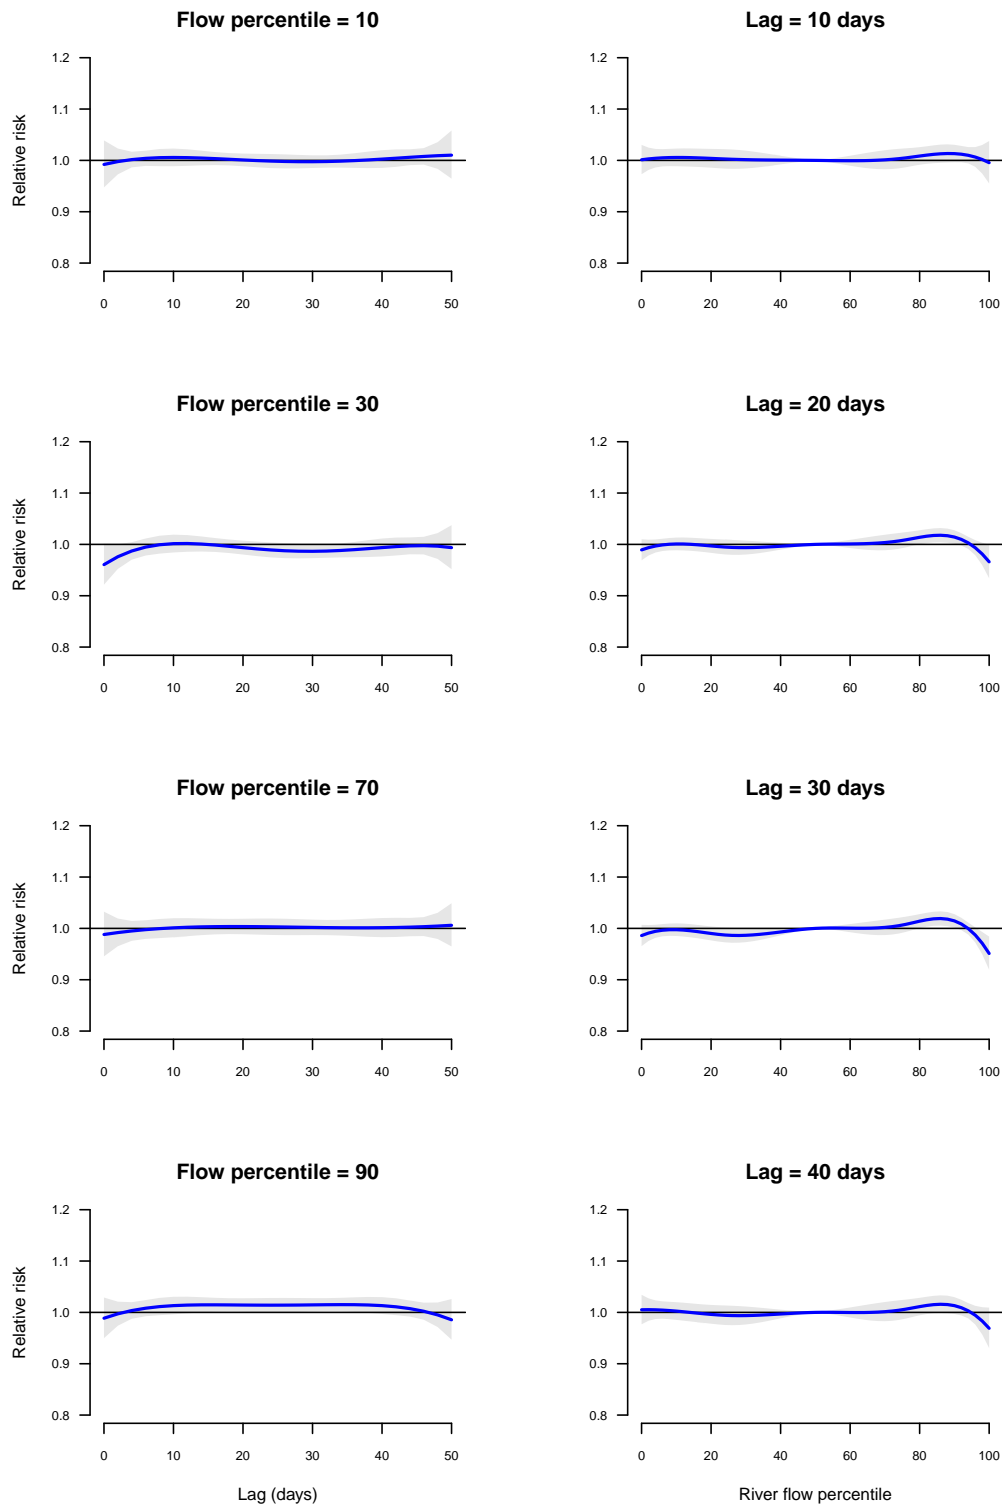 Flow percentile = 10
Relative risk
1.2
1.1
1.0
0.9
0.8
0 10 20 30 40 50
Lag = 10 days
1.2
1.1
1.0
0.9
0.8
0 20 40 60 80 100
Flow percentile = 30
Relative risk
1.2
1.1
1.0
0.9
0.8
0 10 20 30 40 50
Lag = 20 days
1.2
1.1
1.0
0.9
0.8
0 20 40 60 80 100
Flow percentile = 70
Relative risk
1.2
1.1
1.0
0.9
0.8
0 10 20 30 40 50
Lag = 30 days
1.2
1.1
1.0
0.9
0.8
0 20 40 60 80 100
Flow percentile = 90
Relative risk
1.2
1.1
1.0
0.9
0.8
0 10 20 30 40 50
Lag (days)
Lag = 40 days
1.2
1.1
1.0
0.9
0.8
0 20 40 60 80 100
River flow percentile